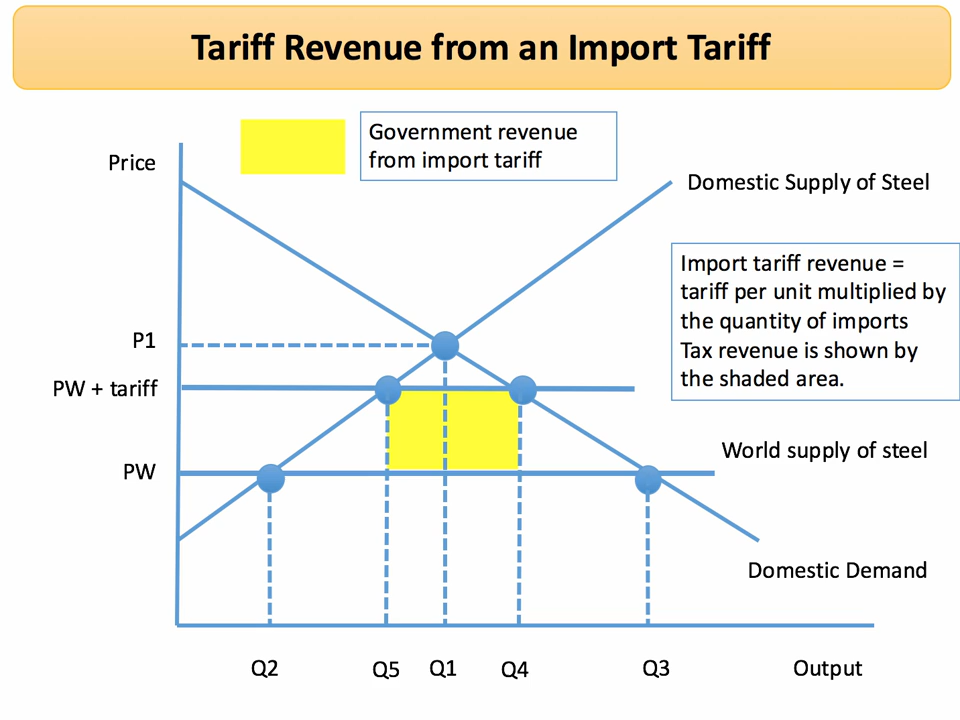 Tariff Revenue from an Import Tariff
Government revenue
from import tariff
Price
Domestic Supply of Steel
Import tariff revenue =
tariff per unit multiplied by
the quantity of imports
Tax revenue is shown by
the shaded area.
P1
PW + tariff
World supply of steel
PW
Domestic Demand
Q2
Q5
Q1
Q4
Q3
Output